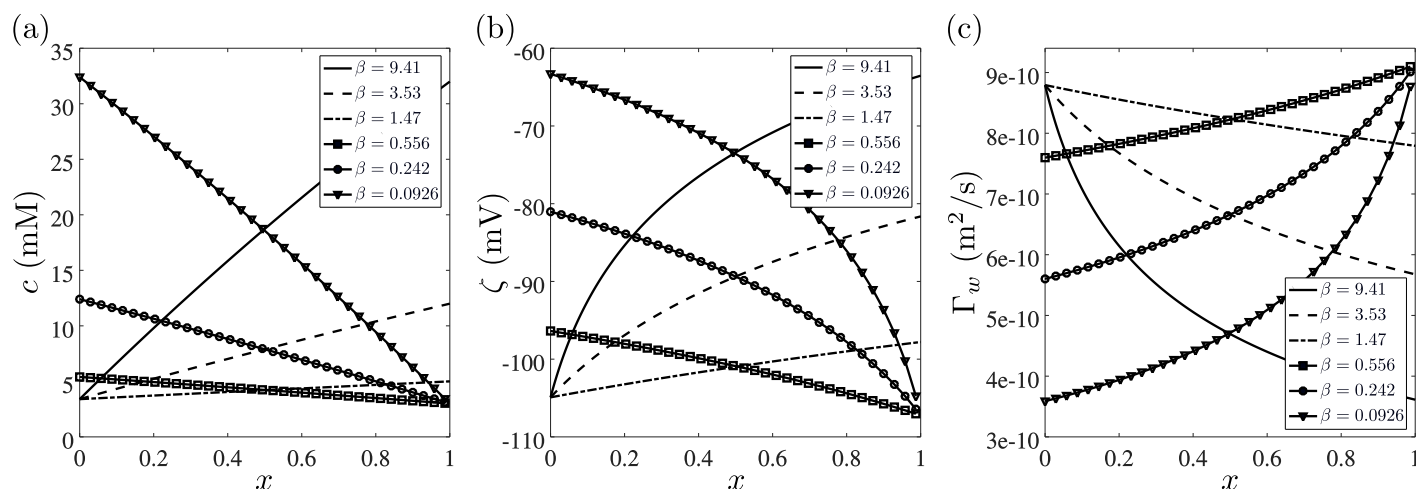 (a)
35
30
25
20
15
10
5
0
c (mM)
0
0.2
0.4
0.6
0.8
1
x
β = 9.41
β = 3.53
β = 1.47
β = 0.556
β = 0.242
β = 0.0926
(b)
-60
-70
-80
-90
-100
-110
ζ (mV)
0
0.2
0.4
0.6
0.8
1
x
β = 9.41
β = 3.53
β = 1.47
β = 0.556
β = 0.242
β = 0.0926
(c)
9e-10
8e-10
7e-10
6e-10
5e-10
4e-10
3e-10
Γw (m²/s)
0
0.2
0.4
0.6
0.8
1
x
β = 9.41
β = 3.53
β = 1.47
β = 0.556
β = 0.242
β = 0.0926